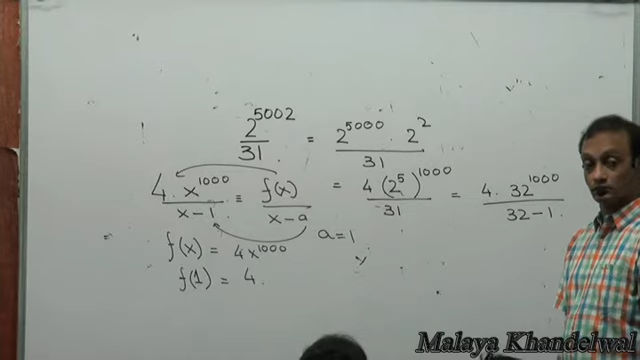 2^5002 / 31 = 2^5000 · 2^2 / 31
4 · x^1000 / x-1 ≡ f(x) / x-a = 4 (2^5)^1000 / 31 = 4 · 32^1000 / 32-1.
f(x) = 4x^1000 a=1
f(1) = 4.
Malaya Khandelwal